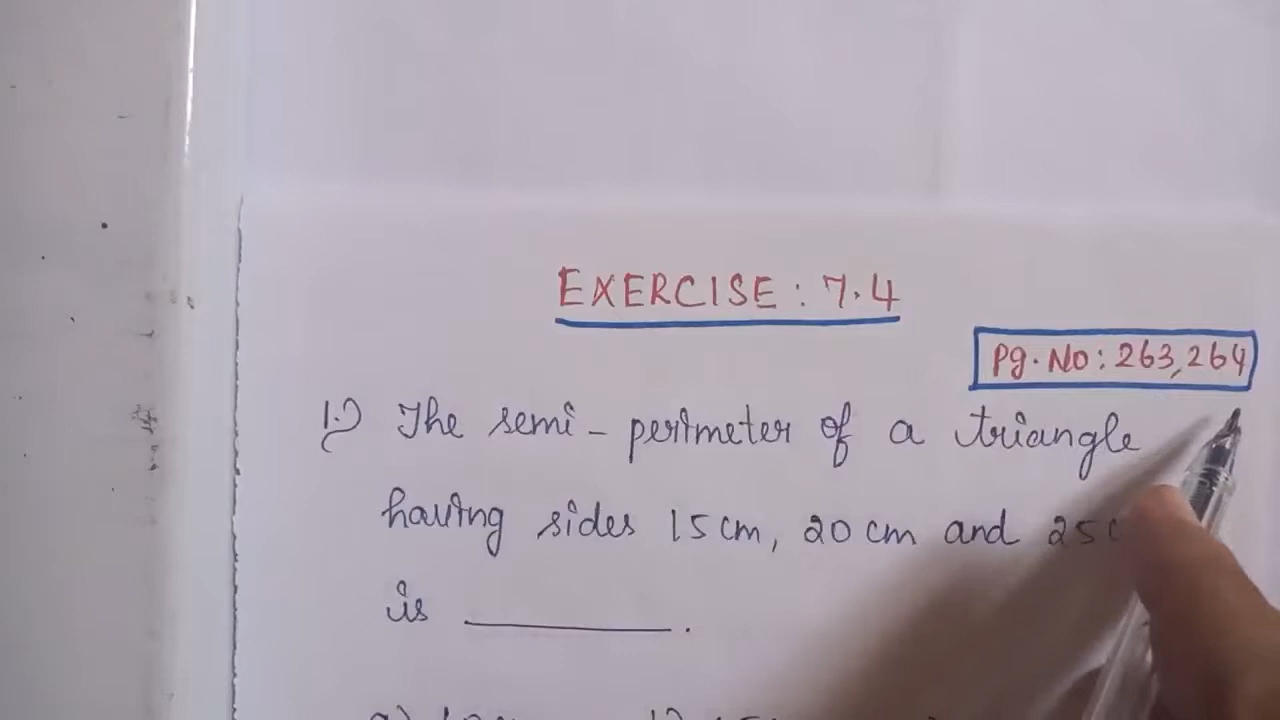 EXERCISE : 7.4
Pg. No : 263, 264
1.) The semi - perimeter of a triangle
having sides 15 cm, 20 cm and 25 c
is ________ .